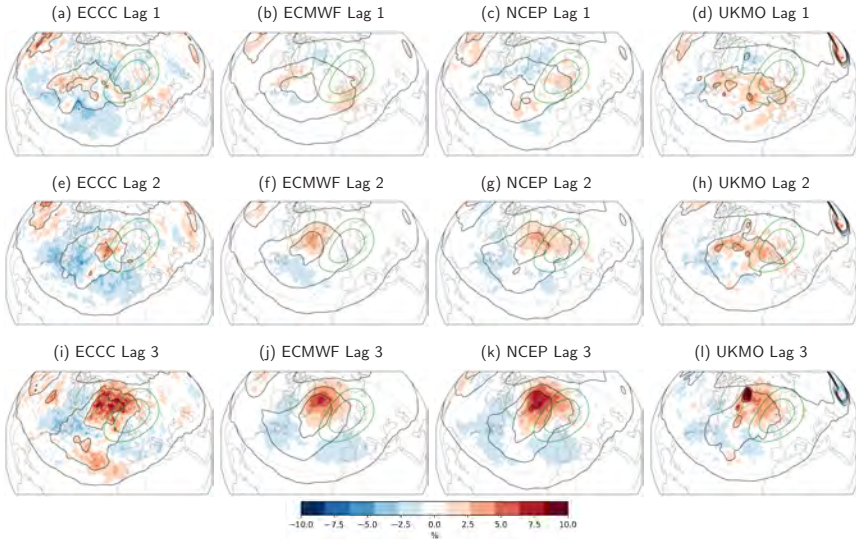 (a) ECCC Lag 1
(b) ECMWF Lag 1
(c) NCEP Lag 1
(d) UKMO Lag 1
(e) ECCC Lag 2
(f) ECMWF Lag 2
(g) NCEP Lag 2
(h) UKMO Lag 2
(i) ECCC Lag 3
(j) ECMWF Lag 3
(k) NCEP Lag 3
(l) UKMO Lag 3
−10.0 −7.5 −5.0 −2.5 0.0 2.5 5.0 7.5 10.0
%